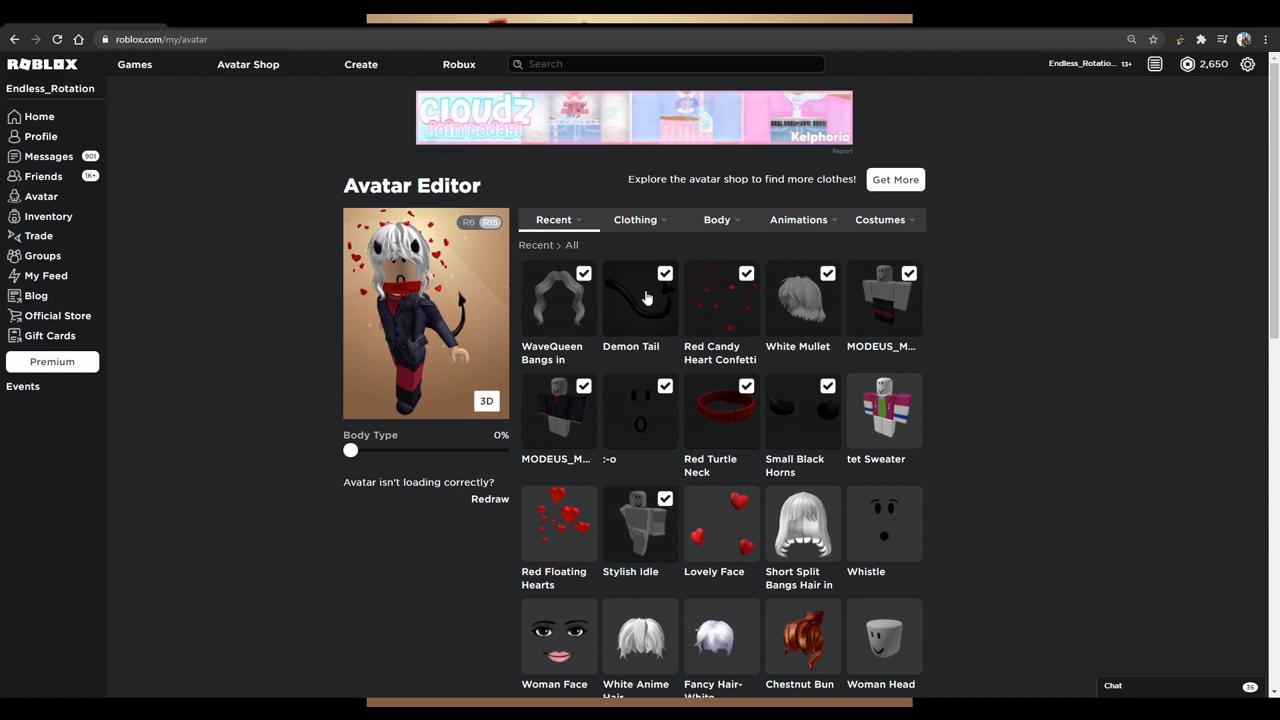 roblox.com/my/avatar
ROBLOX
Games
Avatar Shop
Create
Robux
Search
Endless_Rotatio... 13+
2,650
Endless_Rotation
Home
Profile
Messages 901
Friends 1K+
Avatar
Inventory
Trade
Groups
My Feed
Blog
Official Store
Gift Cards
Premium
Events
CLOUDZ
Join today!
Kelphoria
Report
Avatar Editor
Explore the avatar shop to find more clothes!
Get More
R6 R15
3D
Body Type 0%
Avatar isn't loading correctly?
Redraw
Recent
Clothing
Body
Animations
Costumes
Recent > All
WaveQueen
Bangs in
Demon Tail
Red Candy
Heart Confetti
White Mullet
MODEUS_M...
MODEUS_M...
:-o
Red Turtle
Neck
Small Black
Horns
tet Sweater
Red Floating
Hearts
Stylish Idle
Lovely Face
Short Split
Bangs Hair in
Whistle
Woman Face
White Anime
Hair
Fancy Hair-
White
Chestnut Bun
Woman Head
Chat 36